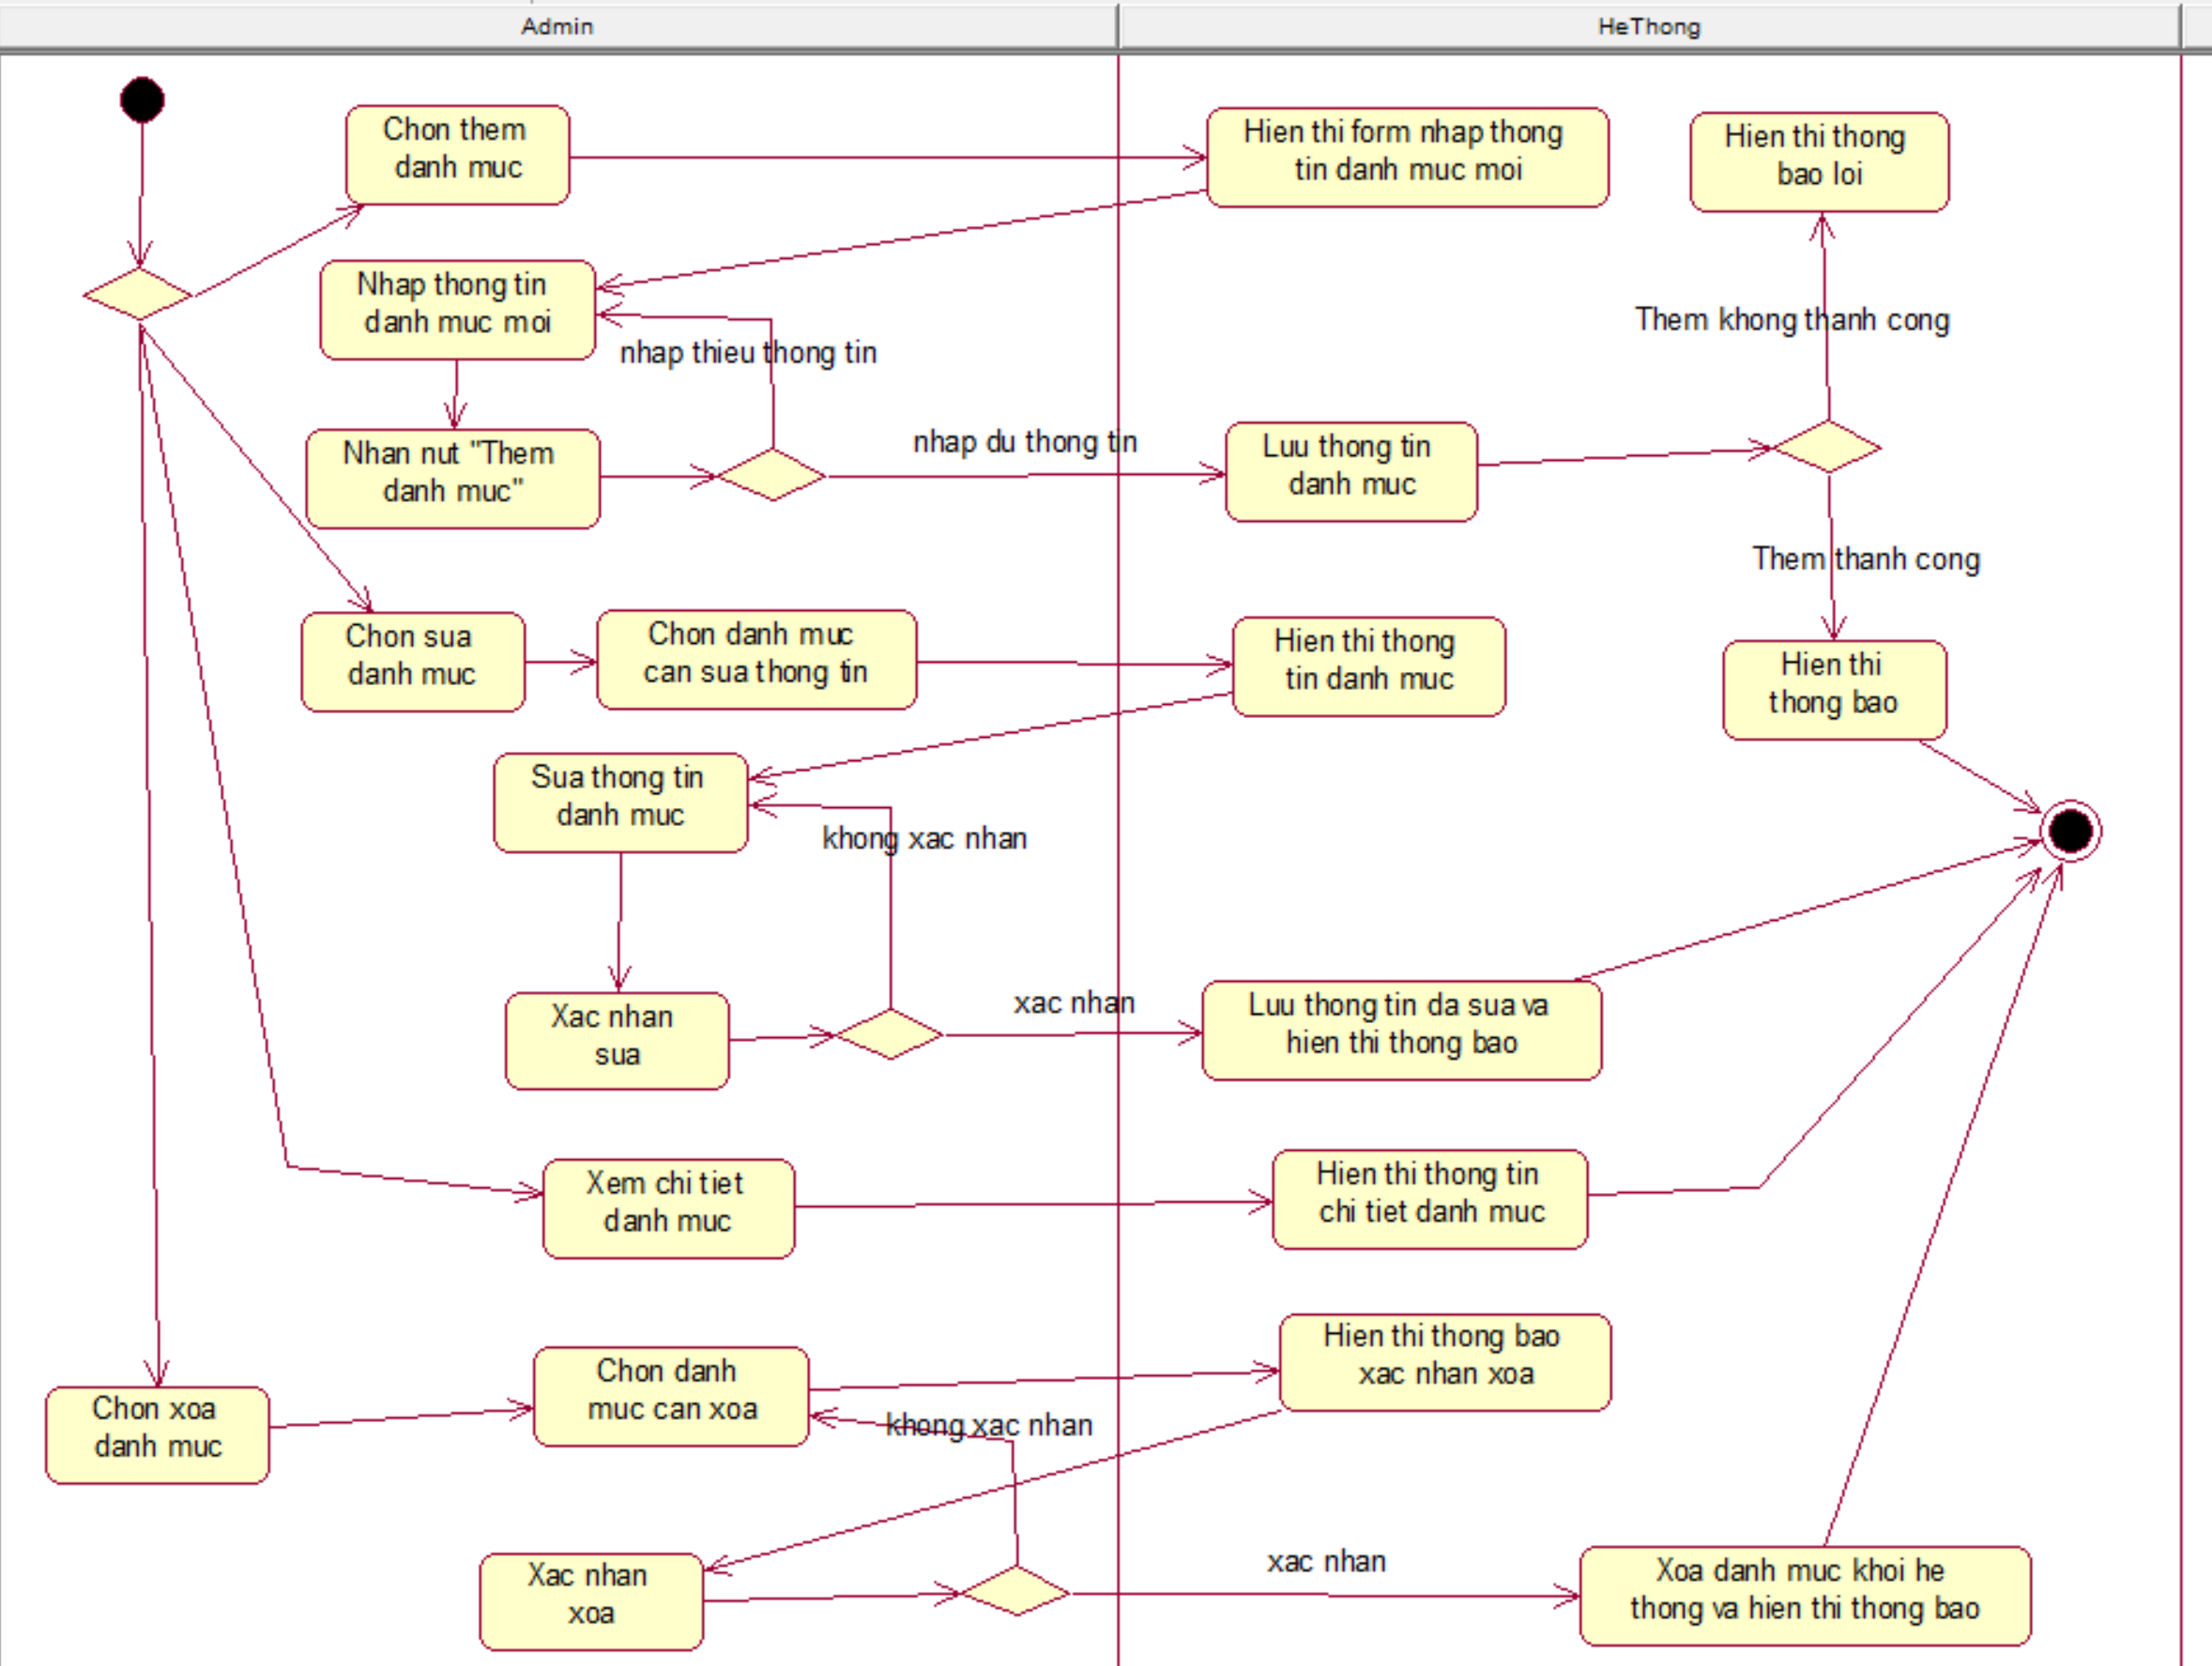 Admin
HeThong
Chon them
danh muc
Hien thi form nhap thong
tin danh muc moi
Hien thi thong
bao loi
Nhap thong tin
danh muc moi
nhap thieu thong tin
Them khong thanh cong
Nhan nut "Them
danh muc"
nhap du thong tin
Luu thong tin
danh muc
Them thanh cong
Chon sua
danh muc
Chon danh muc
can sua thong tin
Hien thi thong
tin danh muc
Hien thi
thong bao
Sua thong tin
danh muc
khong xac nhan
Xac nhan
sua
xac nhan
Luu thong tin da sua va
hien thi thong bao
Xem chi tiet
danh muc
Hien thi thong tin
chi tiet danh muc
Chon xoa
danh muc
Chon danh
muc can xoa
Hien thi thong bao
xac nhan xoa
khong xac nhan
Xac nhan
xoa
xac nhan
Xoa danh muc khoi he
thong va hien thi thong bao